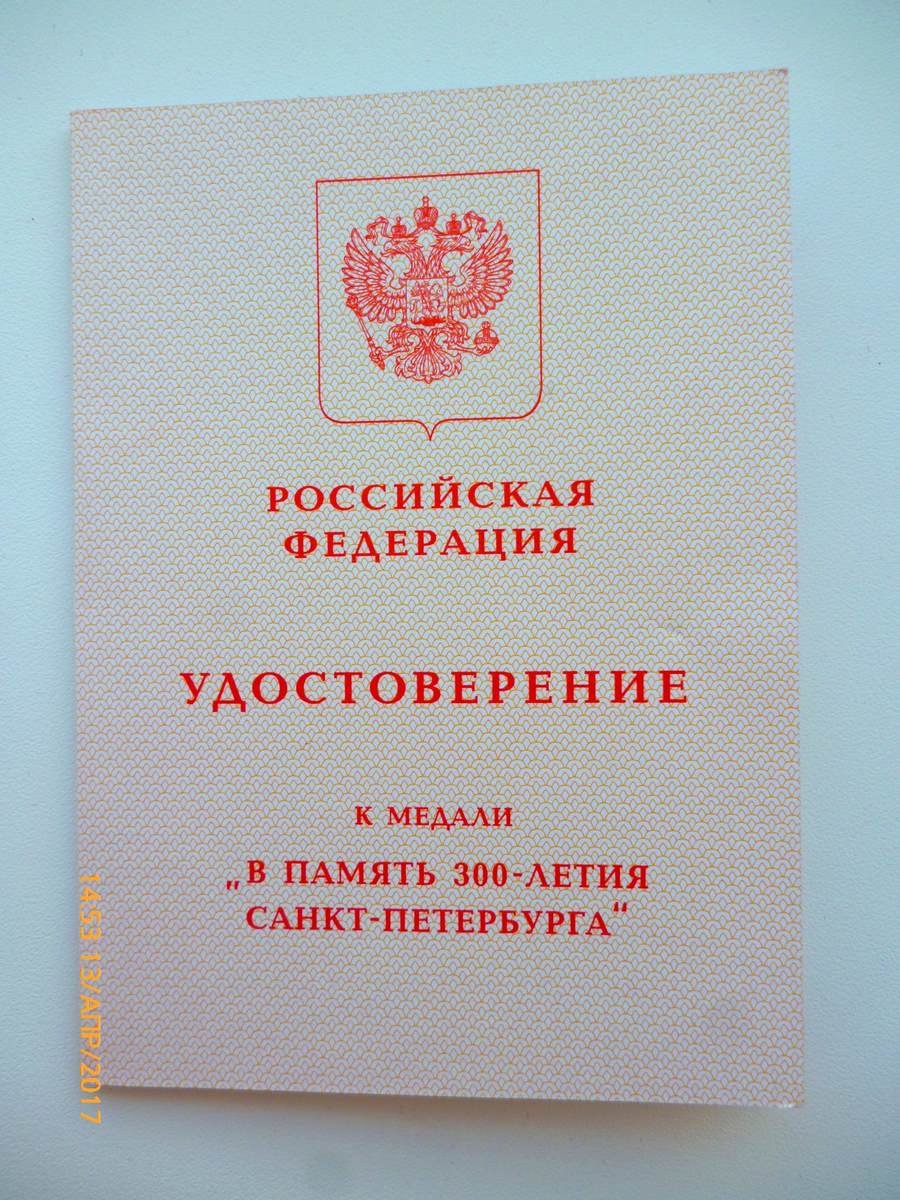 РОССИЙСКАЯ
ФЕДЕРАЦИЯ
УДОСТОВЕРЕНИЕ
К МЕДАЛИ
„В ПАМЯТЬ 300-ЛЕТИЯ
САНКТ-ПЕТЕРБУРГА“
14:53 13/АПР/2017